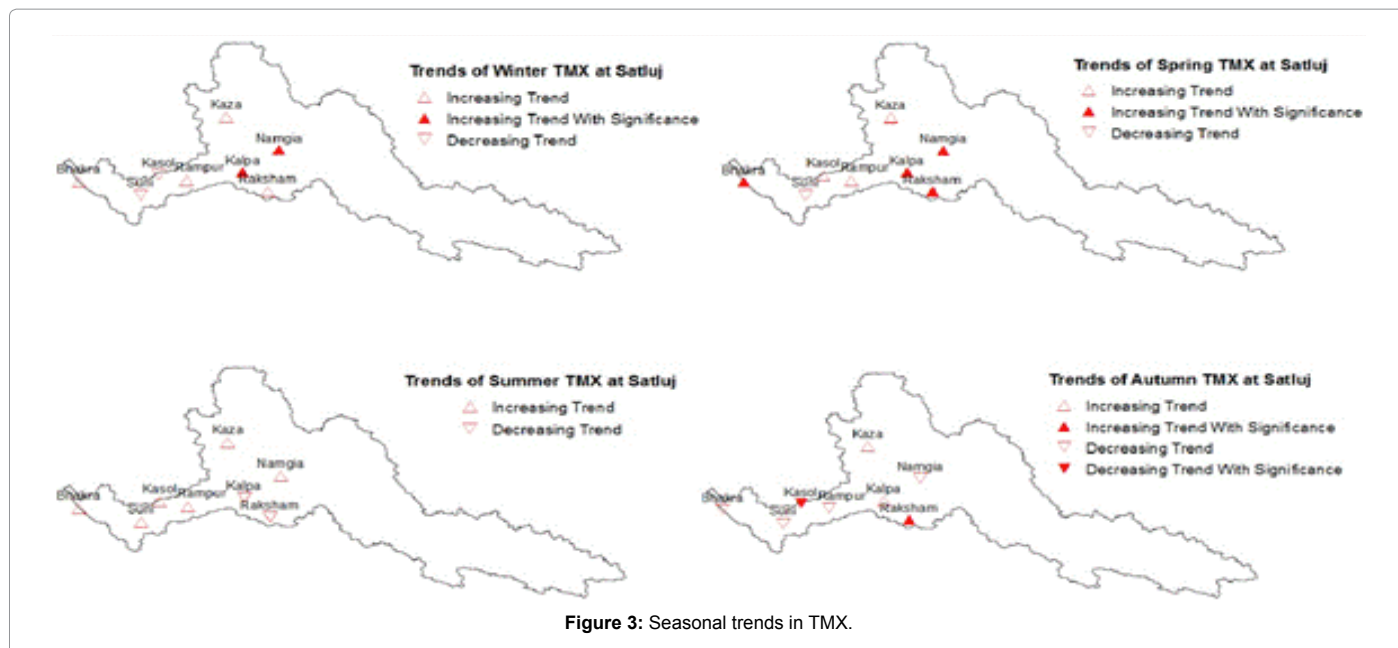 Trends of Winter TMX at Satluj
Increasing Trend
Increasing Trend With Significance
Decreasing Trend
Kaza
Namgia
Bhakra
Kasol
Rampur
Kalpa
Suni
Raksham
Trends of Spring TMX at Satluj
Increasing Trend
Increasing Trend With Significance
Decreasing Trend
Kaza
Namgia
Bhakra
Kasol
Rampur
Kalpa
Suni
Raksham
Trends of Summer TMX at Satluj
Increasing Trend
Decreasing Trend
Kaza
Namgia
Bhakra
Kasol
Rampur
Kalpa
Suni
Raksham
Trends of Autumn TMX at Satluj
Increasing Trend
Increasing Trend With Significance
Decreasing Trend
Decreasing Trend With Significance
Kaza
Namgia
Bhakra
Kasol
Rampur
Kalpa
Suni
Raksham
Figure 3: Seasonal trends in TMX.